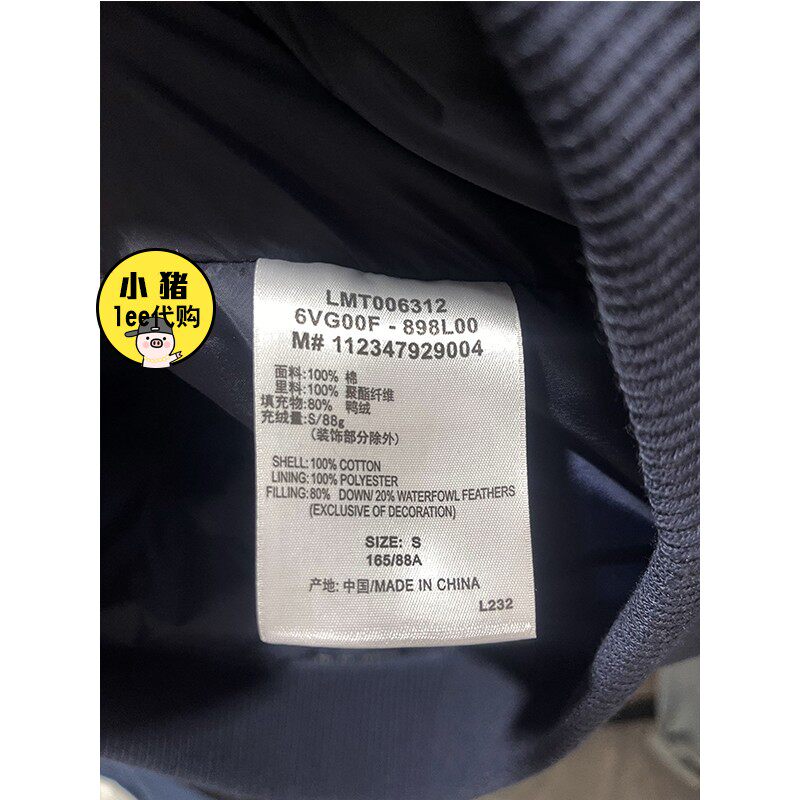 小猪
lee代购
LMT006312
6VG00F - 898L00
M# 112347929004
面料:100% 棉
里料:100% 聚酯纤维
填充物:80% 鸭绒
充绒量:S/88g
(装饰部分除外)
SHELL:100% COTTON
LINING:100% POLYESTER
FILLING:80% DOWN/20% WATERFOWL FEATHERS
(EXCLUSIVE OF DECORATION)
SIZE: S
165/88A
产地: 中国/MADE IN CHINA
L232